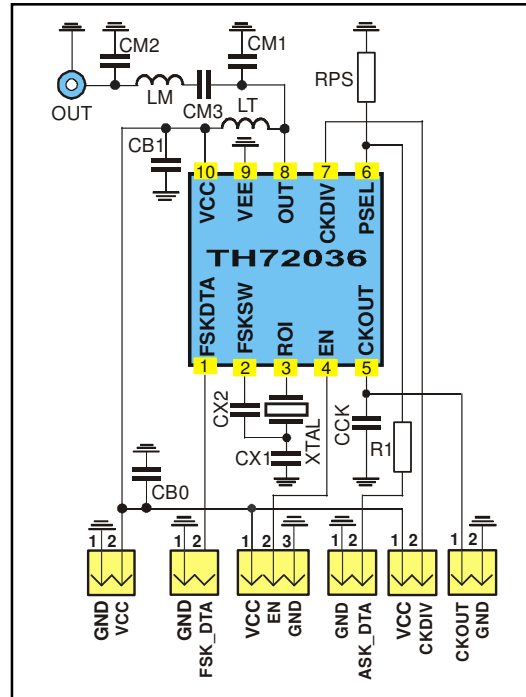 CM2
CM1
RPS
OUT
LM
CM3
LT
CB1
10 9 8 7 6
VCC VEE OUT CKDIV PSEL
TH72036
FSKDTA FSKSW ROI EN CKOUT
1 2 3 4 5
CX2
CX1
XTAL
CCK
R1
CB0
1 2 1 2 1 2 3 1 2 1 2 1 2
GND VCC GND FSK_DTA VCC EN GND GND ASK_DTA VCC CKDIV CKOUT GND